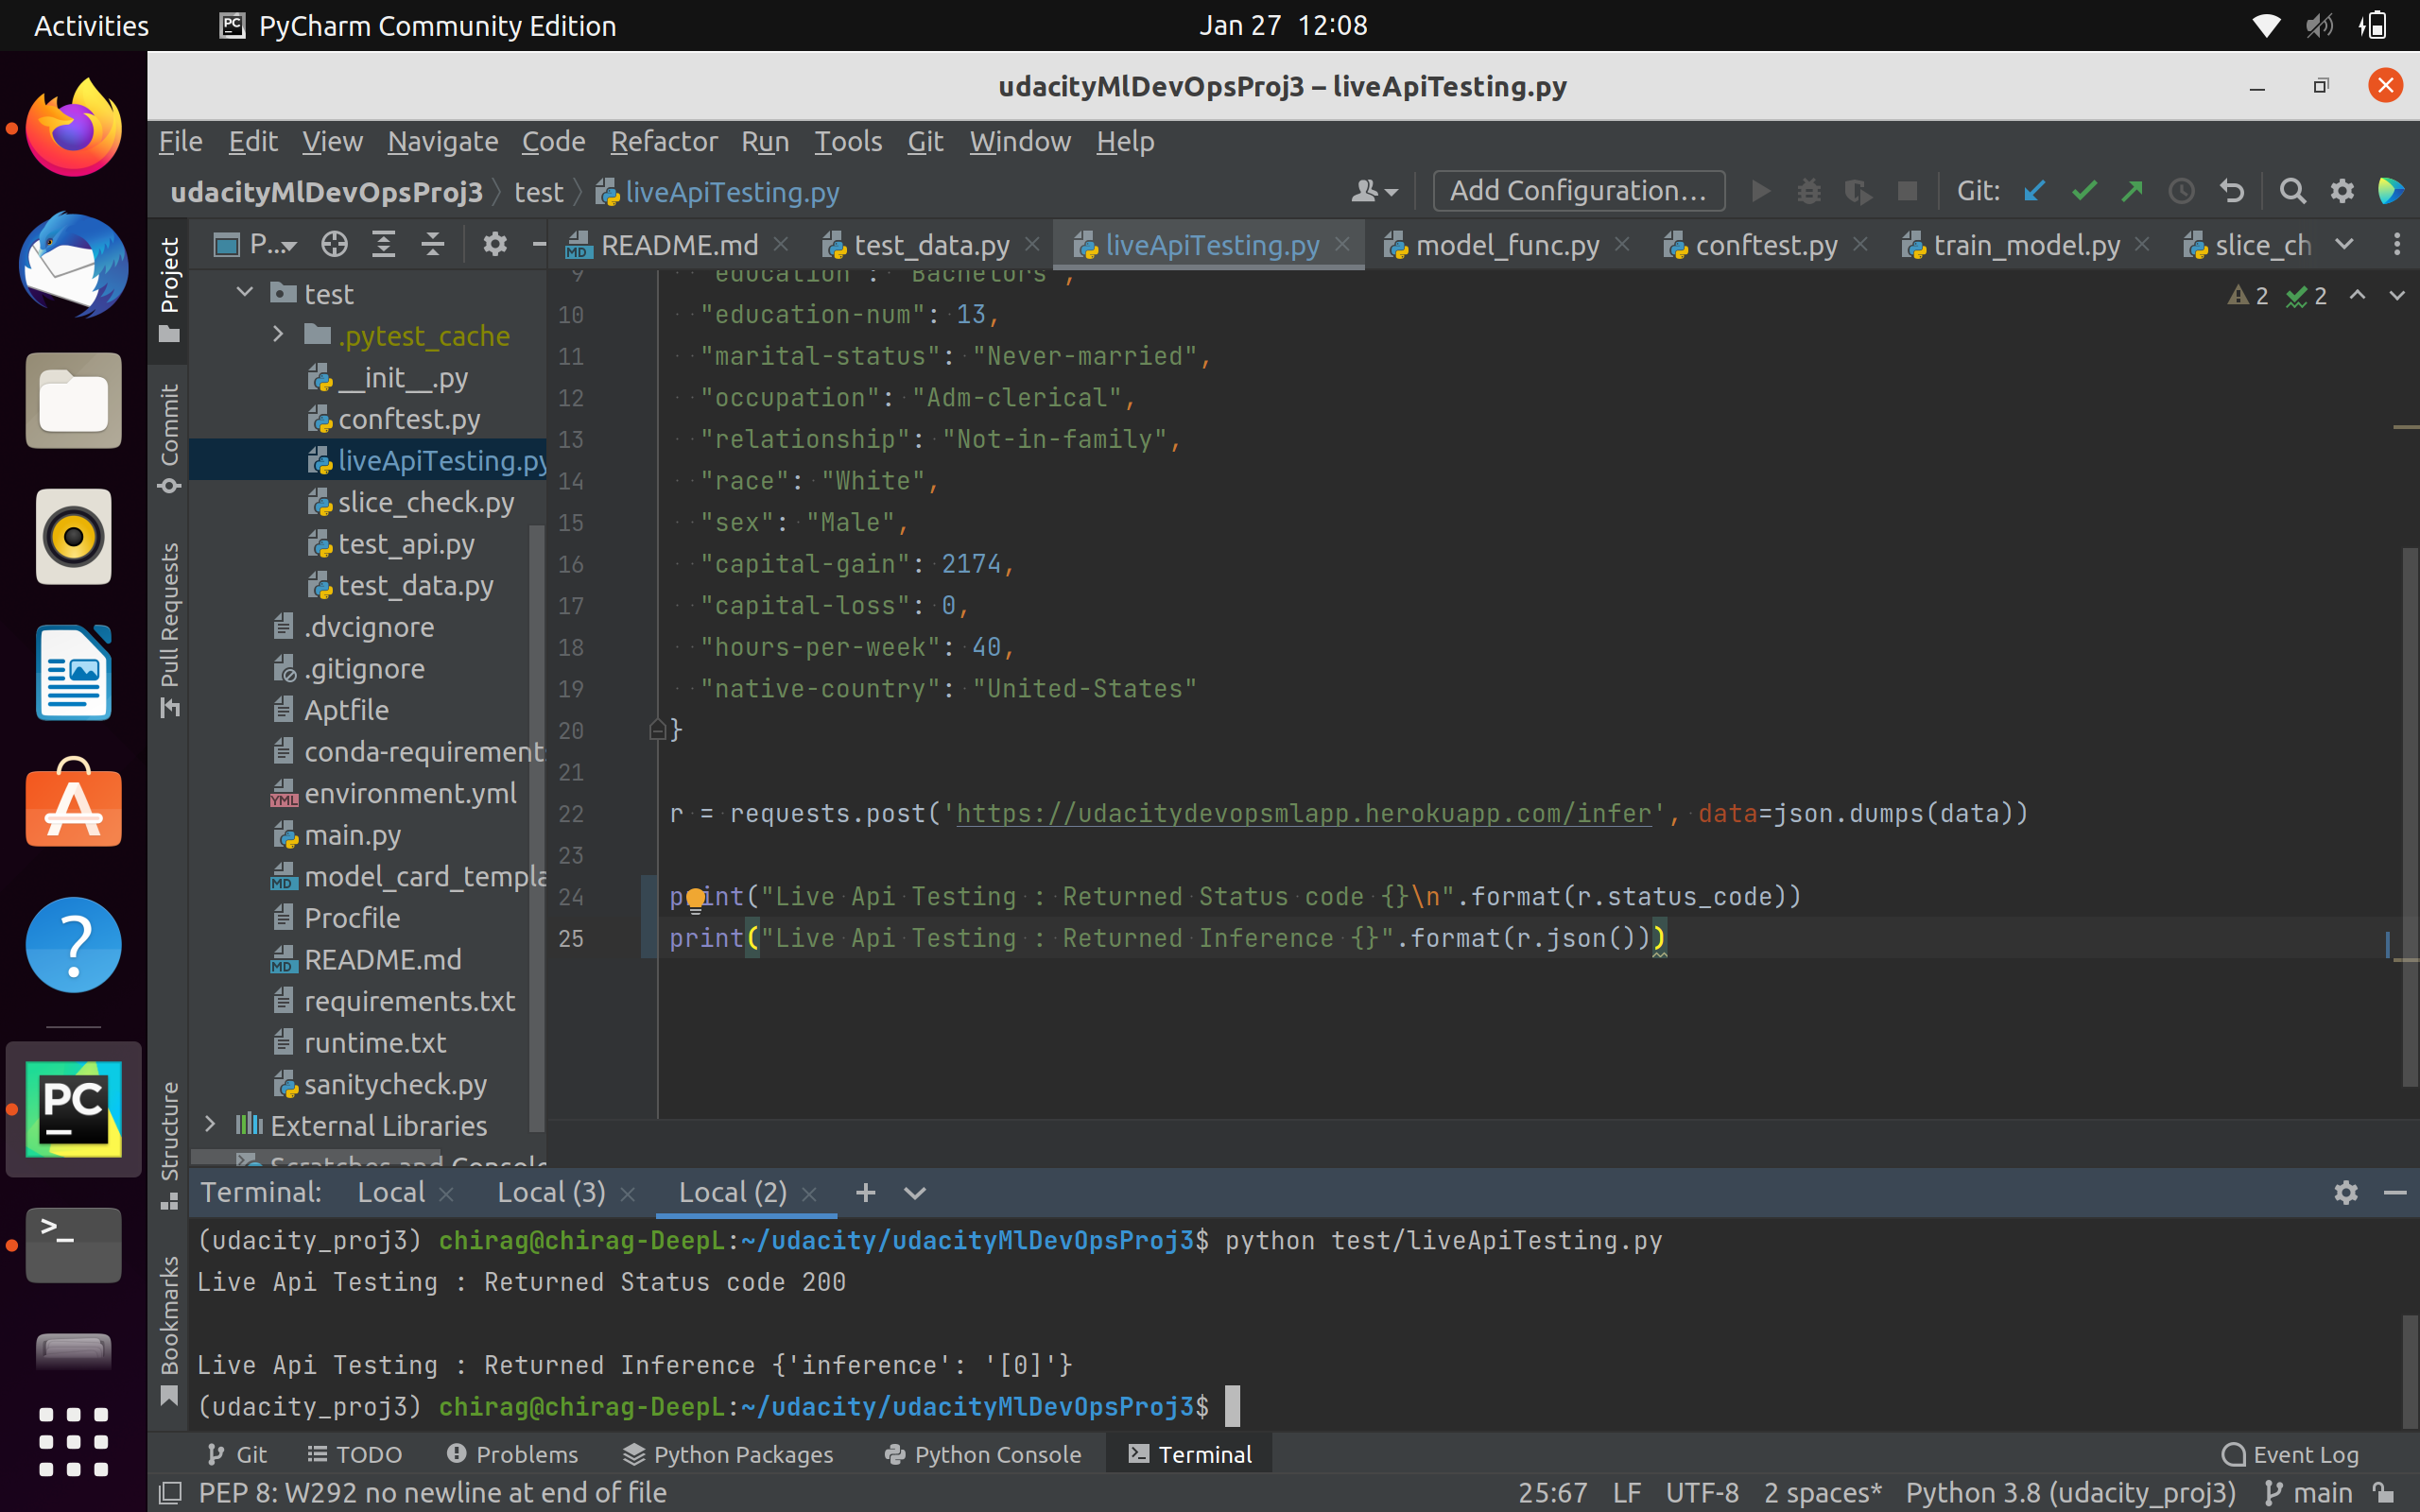 Activities PyCharm Community Edition Jan 27 12:08
udacityMlDevOpsProj3 – liveApiTesting.py
File Edit View Navigate Code Refactor Run Tools Git Window Help
udacityMlDevOpsProj3 test liveApiTesting.py Add Configuration... Git:
Project
Commit
Pull Requests
Structure
Bookmarks
P... README.md test_data.py liveApiTesting.py model_func.py conftest.py train_model.py slice_ch
test
.pytest_cache
__init__.py
conftest.py
liveApiTesting.py
slice_check.py
test_api.py
test_data.py
.dvcignore
.gitignore
Aptfile
conda-requirement
environment.yml
main.py
model_card_templa
Procfile
README.md
requirements.txt
runtime.txt
sanitycheck.py
External Libraries
Scratches and Console
2 2
9 "education": "Bachelors",
10 "education-num": 13,
11 "marital-status": "Never-married",
12 "occupation": "Adm-clerical",
13 "relationship": "Not-in-family",
14 "race": "White",
15 "sex": "Male",
16 "capital-gain": 2174,
17 "capital-loss": 0,
18 "hours-per-week": 40,
19 "native-country": "United-States"
20 }
21
22 r = requests.post('https://udacitydevopsmlapp.herokuapp.com/infer', data=json.dumps(data))
23
24 print("Live Api Testing : Returned Status code {}\n".format(r.status_code))
25 print("Live Api Testing : Returned Inference {}".format(r.json()))
Terminal: Local Local (3) Local (2)
(udacity_proj3) chirag@chirag-DeepL:~/udacity/udacityMlDevOpsProj3$ python test/liveApiTesting.py
Live Api Testing : Returned Status code 200
Live Api Testing : Returned Inference {'inference': '[0]'}
(udacity_proj3) chirag@chirag-DeepL:~/udacity/udacityMlDevOpsProj3$
Git TODO Problems Python Packages Python Console Terminal Event Log
PEP 8: W292 no newline at end of file 25:67 LF UTF-8 2 spaces* Python 3.8 (udacity_proj3) main